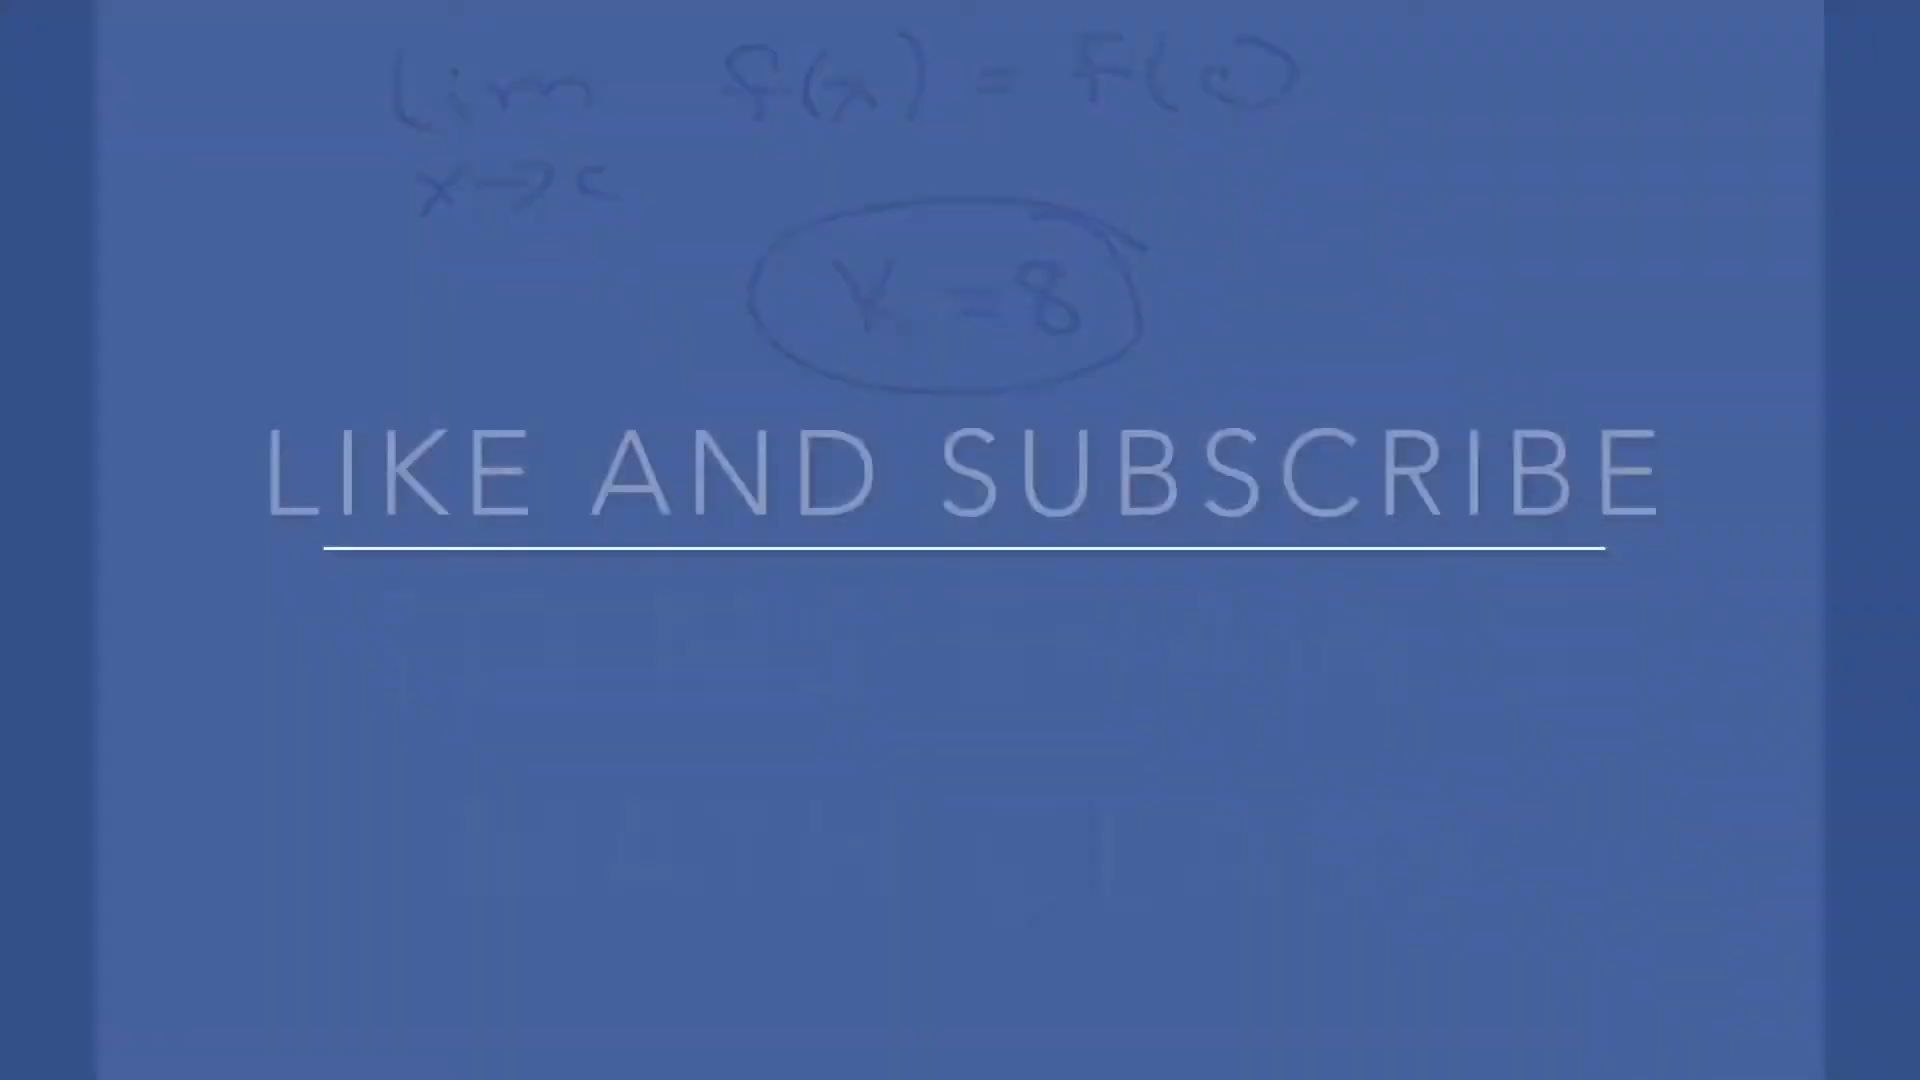 lim f(x) = F(c)
x→c
K = 8
LIKE AND SUBSCRIBE